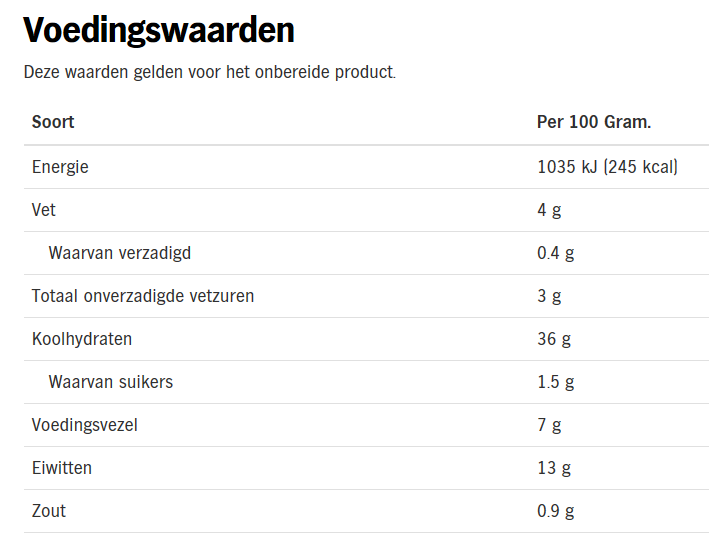 Voedingswaarden
Deze waarden gelden voor het onbereide product.
Soort Per 100 Gram.
Energie 1035 kJ (245 kcal)
Vet 4 g
Waarvan verzadigd 0.4 g
Totaal onverzadigde vetzuren 3 g
Koolhydraten 36 g
Waarvan suikers 1.5 g
Voedingsvezel 7 g
Eiwitten 13 g
Zout 0.9 g